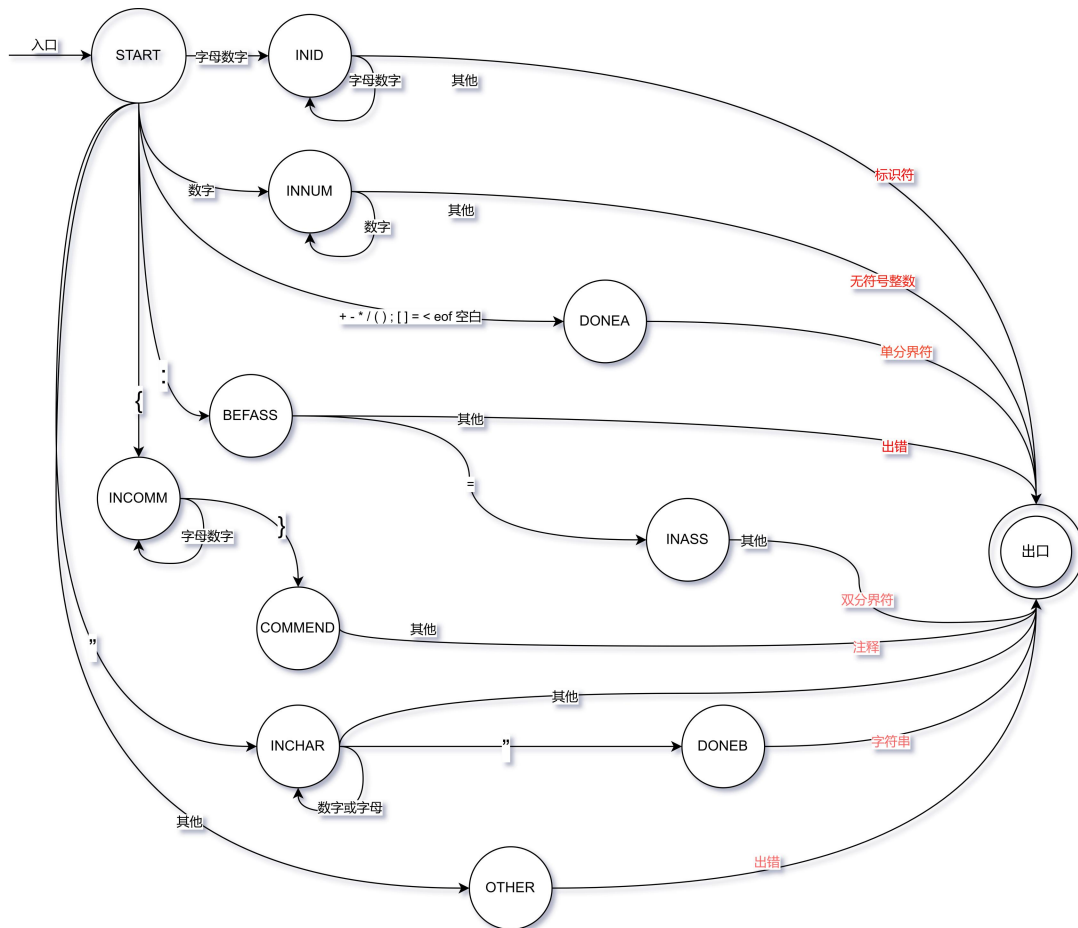 入口
START
字母数字
INID
字母数字
其他
标识符
数字
INNUM
数字
其他
无符号整数
+ - * / ( ) ; [ ] = < eof 空白
DONEA
单分界符
:
{
BEFASS
其他
出错
=
INCOMM
字母数字
}
INASS
其他
出口
双分界符
COMMEND
其他
注释
”
其他
INCHAR
”
DONEB
字符串
数字或字母
其他
出错
OTHER